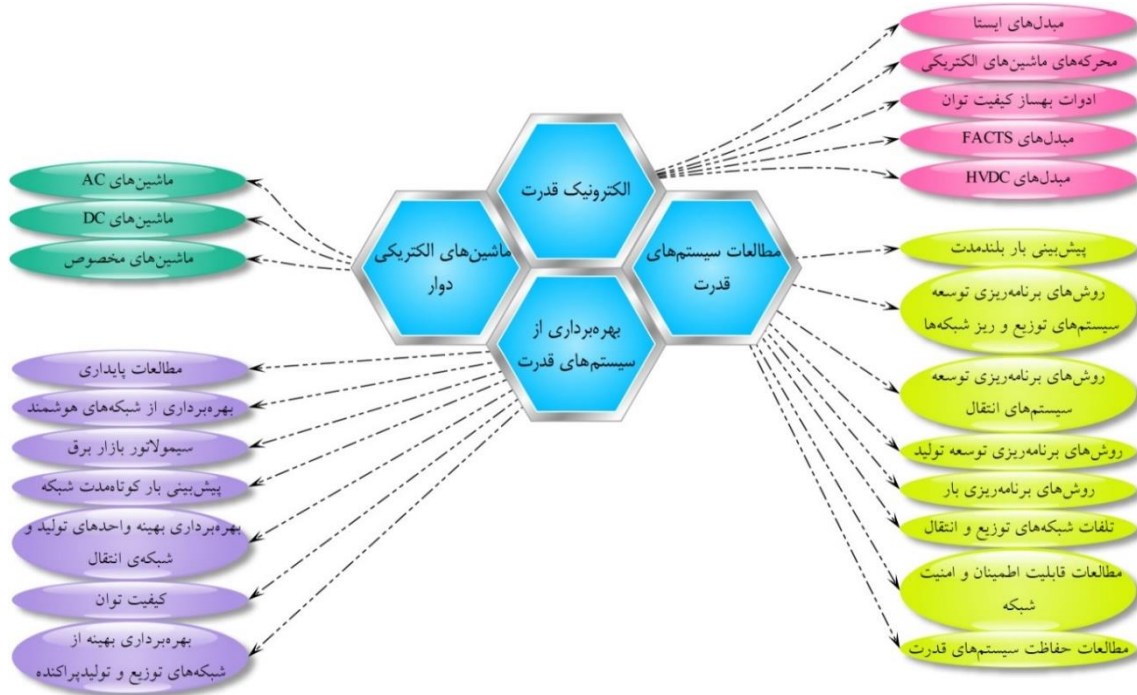 مبدل‌های ایستا
محرکه‌های ماشین‌های الکتریکی
ادوات بهساز کیفیت توان
مبدل‌های FACTS
مبدل‌های HVDC
الکترونیک قدرت
ماشین‌های AC
ماشین‌های DC
ماشین‌های مخصوص
ماشین‌های الکتریکی
دوار
مطالعات سیستم‌های
قدرت
بهره‌برداری از
سیستم‌های قدرت
پیش‌بینی بار بلندمدت
روش‌های برنامه‌ریزی توسعه
سیستم‌های توزیع و ریز شبکه‌ها
روش‌های برنامه‌ریزی توسعه
سیستم‌های انتقال
روش‌های برنامه‌ریزی توسعه تولید
روش‌های برنامه‌ریزی بار
تلفات شبکه‌های توزیع و انتقال
مطالعات قابلیت اطمینان و امنیت
شبکه
مطالعات حفاظت سیستم‌های قدرت
مطالعات پایداری
بهره‌برداری از شبکه‌های هوشمند
سیمولاتور بازار برق
پیش‌بینی بار کوتاه‌مدت شبکه
بهره‌برداری بهینه واحدهای تولید و
شبکه‌ی انتقال
کیفیت توان
بهره‌برداری بهینه از
شبکه‌های توزیع و تولیدپراکنده